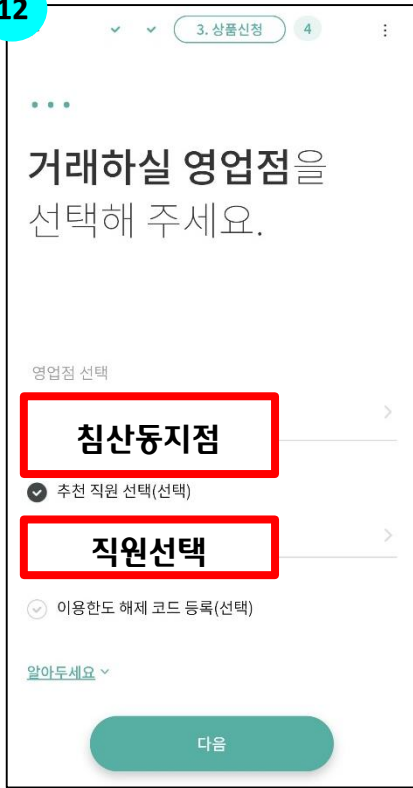 12
3. 상품신청
4
거래하실 영업점을
선택해 주세요.
영업점 선택
침산동지점
추천 직원 선택(선택)
직원선택
이용한도 해제 코드 등록(선택)
알아두세요
다음